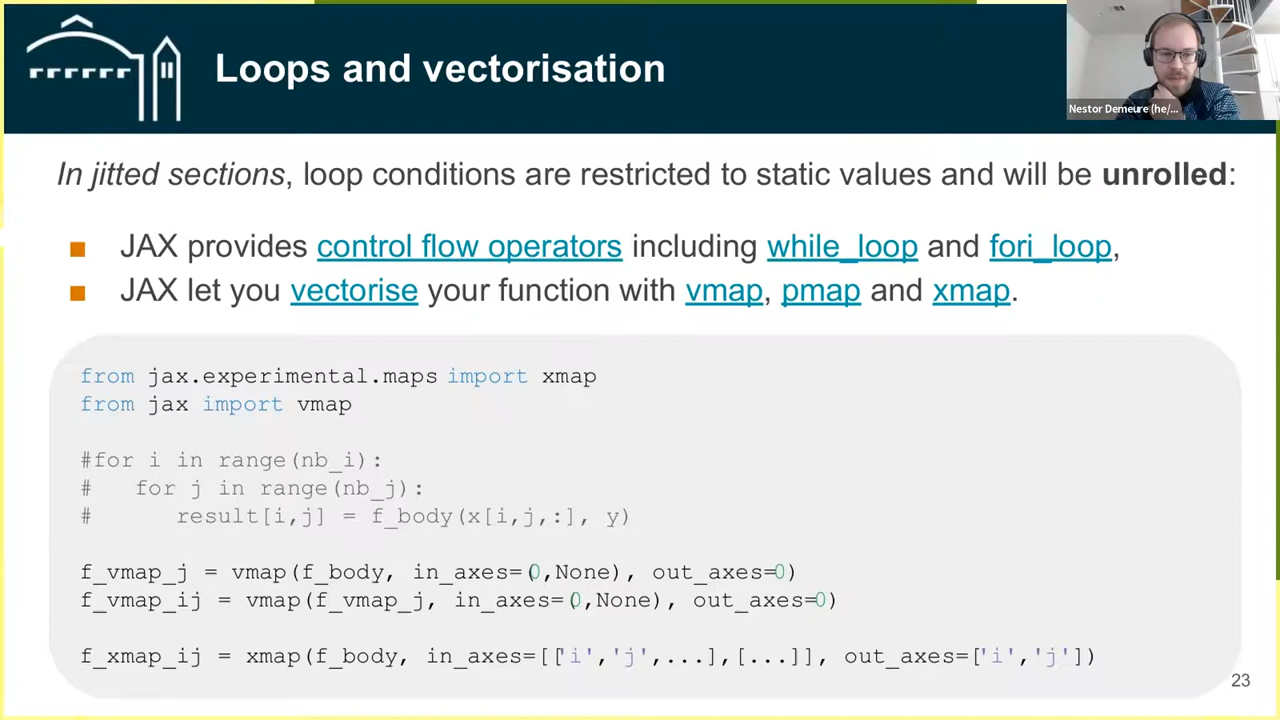 Loops and vectorisation
Nestor Demeure (he/...
In jitted sections, loop conditions are restricted to static values and will be unrolled:
JAX provides control flow operators including while_loop and fori_loop,
JAX let you vectorise your function with vmap, pmap and xmap.
from jax.experimental.maps import xmap
from jax import vmap
#for i in range(nb_i):
#   for j in range(nb_j):
#      result[i,j] = f_body(x[i,j,:], y)
f_vmap_j = vmap(f_body, in_axes=(0,None), out_axes=0)
f_vmap_ij = vmap(f_vmap_j, in_axes=(0,None), out_axes=0)
f_xmap_ij = xmap(f_body, in_axes=[['i','j',...],[...]], out_axes=['i','j'])
23